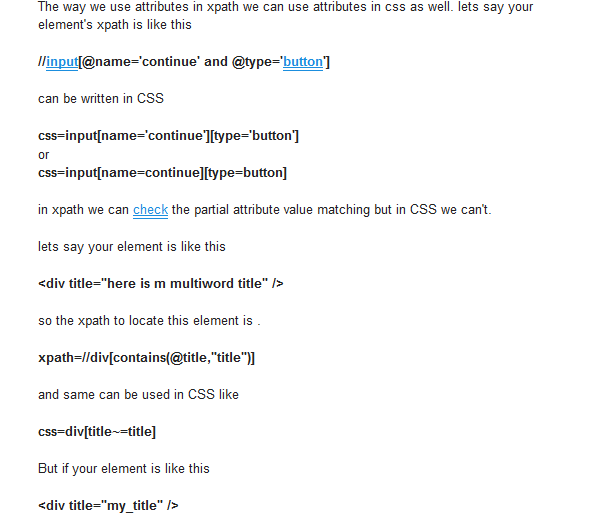 The way we use attributes in xpath we can use attributes in css as well. lets say your
element's xpath is like this
//input[@name='continue' and @type='button']
can be written in CSS
css=input[name='continue'][type='button']
or
css=input[name=continue][type=button]
in xpath we can check the partial attribute value matching but in CSS we can't.
lets say your element is like this
<div title="here is m multiword title" />
so the xpath to locate this element is .
xpath=//div[contains(@title,"title")]
and same can be used in CSS like
css=div[title~=title]
But if your element is like this
<div title="my_title" />